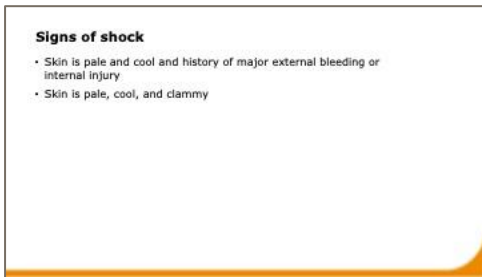 Signs of shock
• Skin is pale and cool and history of major external bleeding or
internal injury
• Skin is pale, cool, and clammy